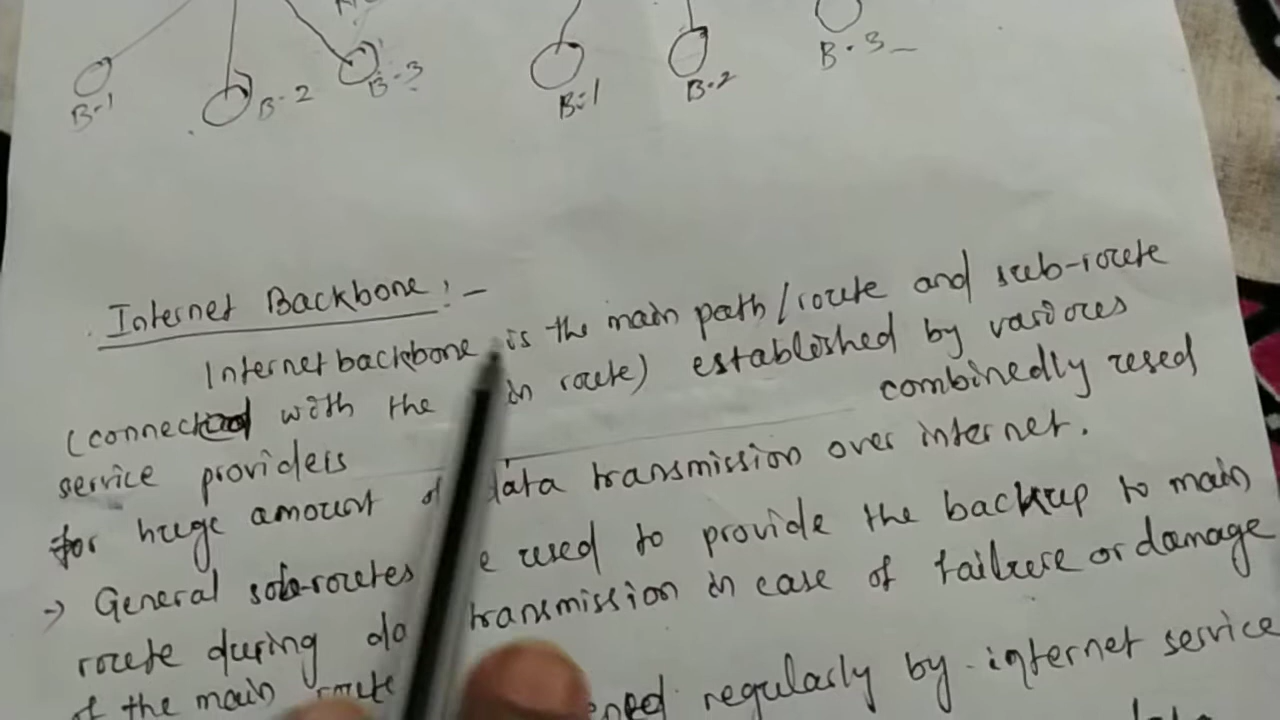 B-1
B-2
B-3
B-1
B-2
B-3
Internet Backbone :-
Internet backbone is the main path/route and sub-route
(connected with the in route) established by various
service providers combinedly used
for huge amount of data transmission over internet.
→ General sub-routes used to provide the backup to main
route during transmission in case of failure or damage
of the main route
regularly by internet service